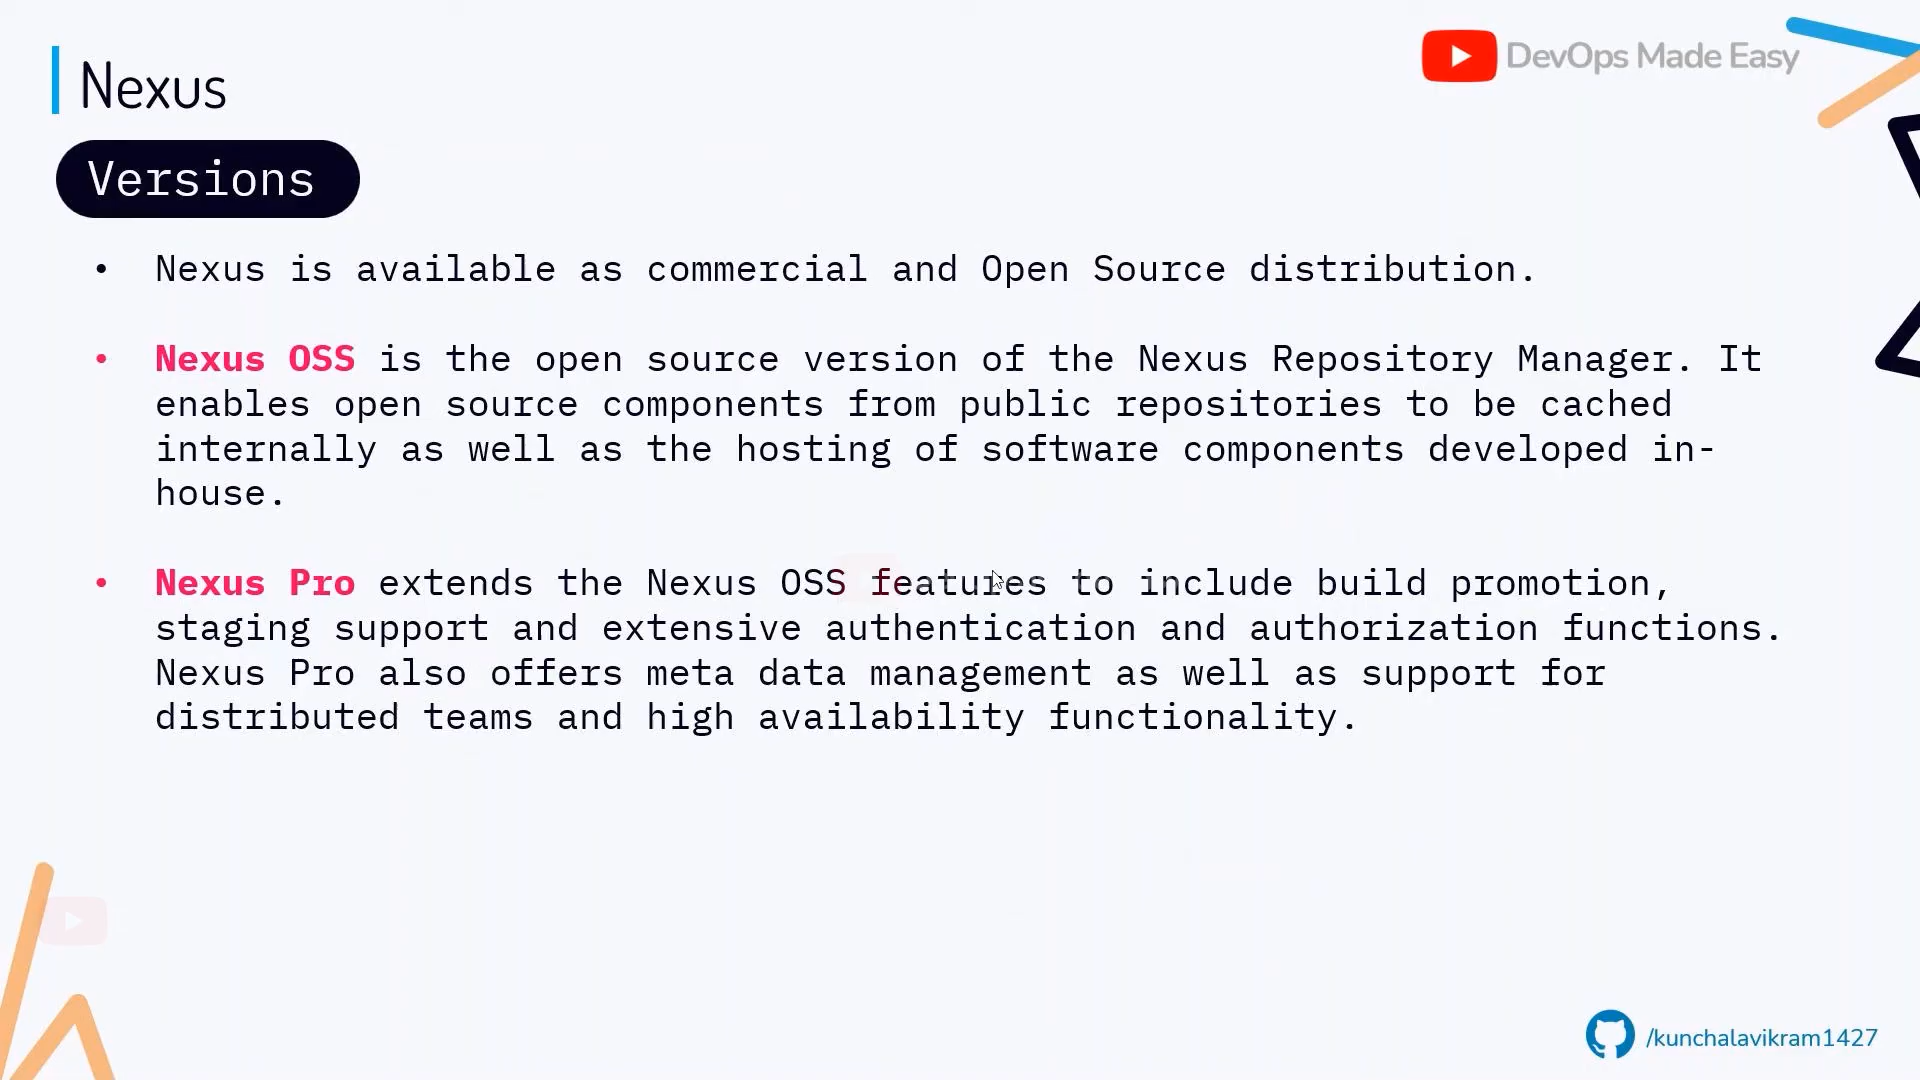 Nexus
DevOps Made Easy
Versions
• Nexus is available as commercial and Open Source distribution.
• Nexus OSS is the open source version of the Nexus Repository Manager. It
enables open source components from public repositories to be cached
internally as well as the hosting of software components developed in-
house.
• Nexus Pro extends the Nexus OSS features to include build promotion,
staging support and extensive authentication and authorization functions.
Nexus Pro also offers meta data management as well as support for
distributed teams and high availability functionality.
/kunchalavikram1427